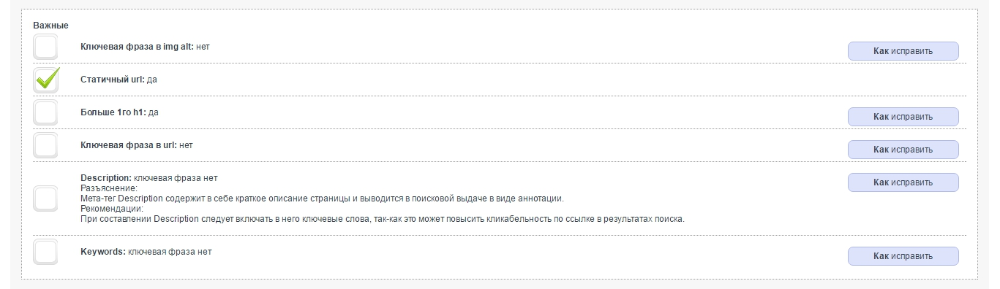 Важные
Ключевая фраза в img alt: нет
Как исправить
Статичный url: да
Больше 1го h1: да
Как исправить
Ключевая фраза в url: нет
Как исправить
Description: ключевая фраза нет
Как исправить
Разъяснение:
Мета-тег Description содержит в себе краткое описание страницы и выводится в поисковой выдаче в виде аннотации.
Рекомендации:
При составлении Description следует включать в него ключевые слова, так-как это может повысить кликабельность по ссылке в результатах поиска.
Keywords: ключевая фраза нет
Как исправить